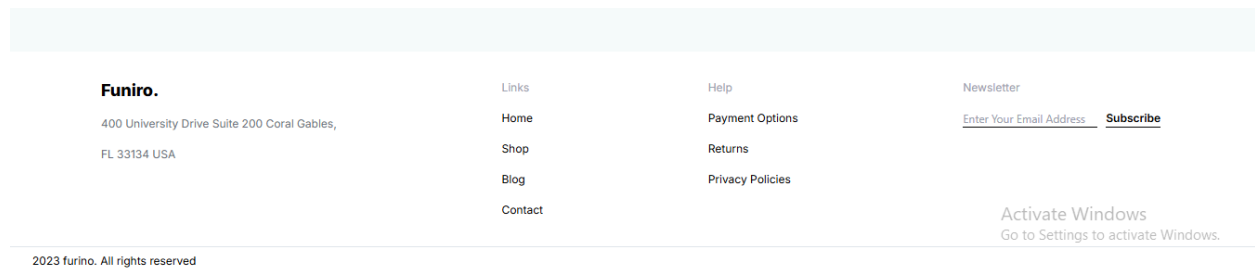 Funiro.
400 University Drive Suite 200 Coral Gables,
FL 33134 USA
Links
Home
Shop
Blog
Contact
Help
Payment Options
Returns
Privacy Policies
Newsletter
Enter Your Email Address Subscribe
Activate Windows
Go to Settings to activate Windows.
2023 furino. All rights reserved